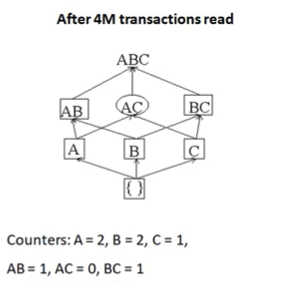 After 4M transactions read
ABC
AB AC BC
A B C
{}
Counters: A = 2, B = 2, C = 1,
AB = 1, AC = 0, BC = 1